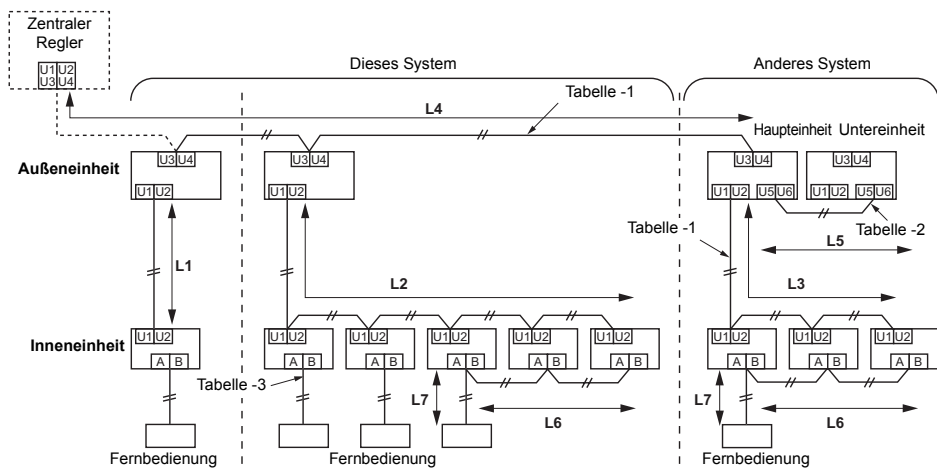 Zentraler
Regler
U1 U2
U3 U4
Dieses System
Anderes System
Tabelle -1
L4
Haupteinheit Untereinheit
Außeneinheit
U3 U4
U3 U4
U3 U4
U3 U4
U1 U2
U1 U2
U1 U2
U5 U6
U1 U2
U5 U6
Tabelle -1
Tabelle -2
L5
L1
L2
L3
Inneneinheit
U1 U2
U1 U2
U1 U2
U1 U2
U1 U2
U1 U2
U1 U2
U1 U2
U1 U2
A B
A B
A B
A B
A B
A B
A B
A B
A B
Tabelle -3
L7
L6
L7
L6
Fernbedienung
Fernbedienung
Fernbedienung